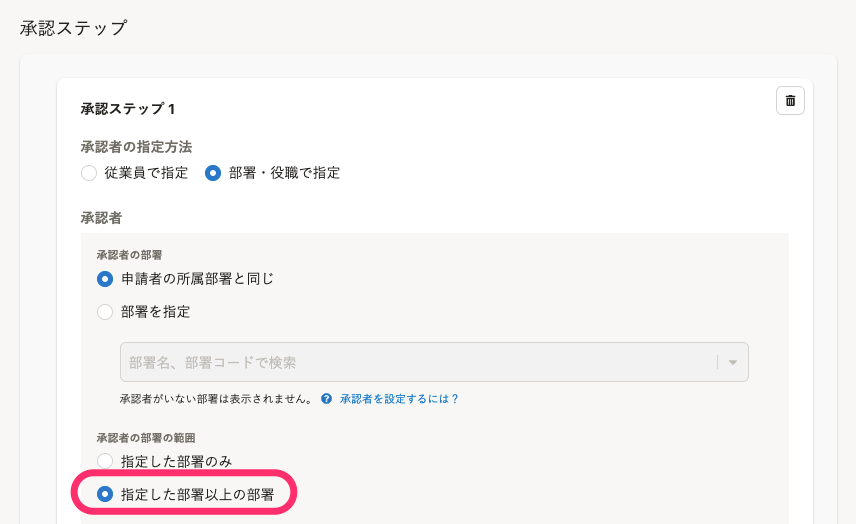 承認ステップ
承認ステップ 1
承認者の指定方法
従業員で指定 部署・役職で指定
承認者
承認者の部署
申請者の所属部署と同じ
部署を指定
部署名、部署コードで検索
承認者がいない部署は表示されません。 ? 承認者を設定するには？
承認者の部署の範囲
指定した部署のみ
指定した部署以上の部署